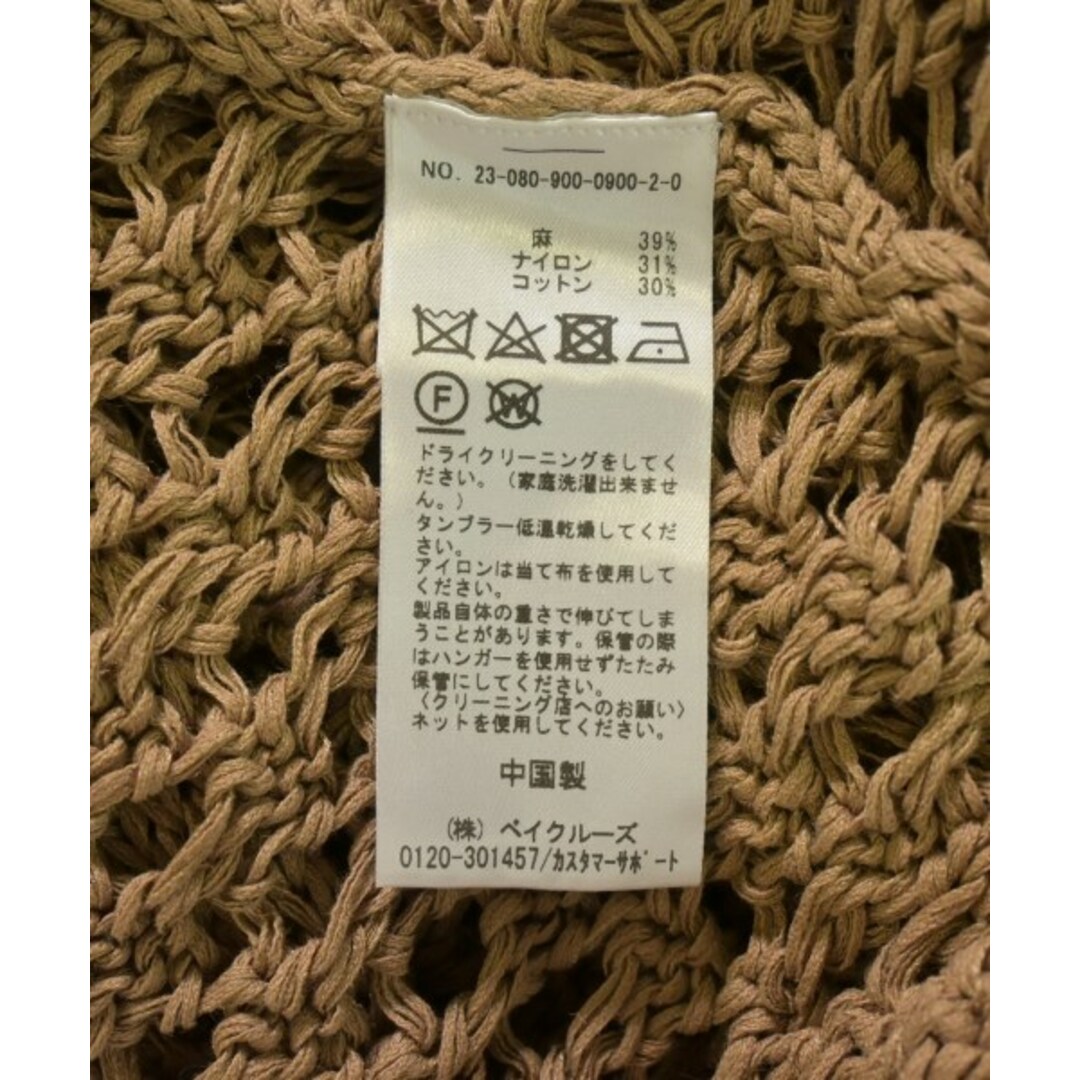 NO. 23-080-900-0900-2-0
麻 39%
ナイロン 31%
コットン 30%
F W
ドライクリーニングをしてく
ださい。(家庭洗濯出来ませ
ん。)
タンブラー低温乾燥してくだ
さい。
アイロンは当て布を使用して
ください。
製品自体の重さで伸びてしま
うことがあります。保管の際
はハンガーを使用せずたたみ
保管にしてください。
〈クリーニング店へのお願い〉
ネットを使用してください。
中国製
(株) ベイクルーズ
0120-301457/カスタマーサポート